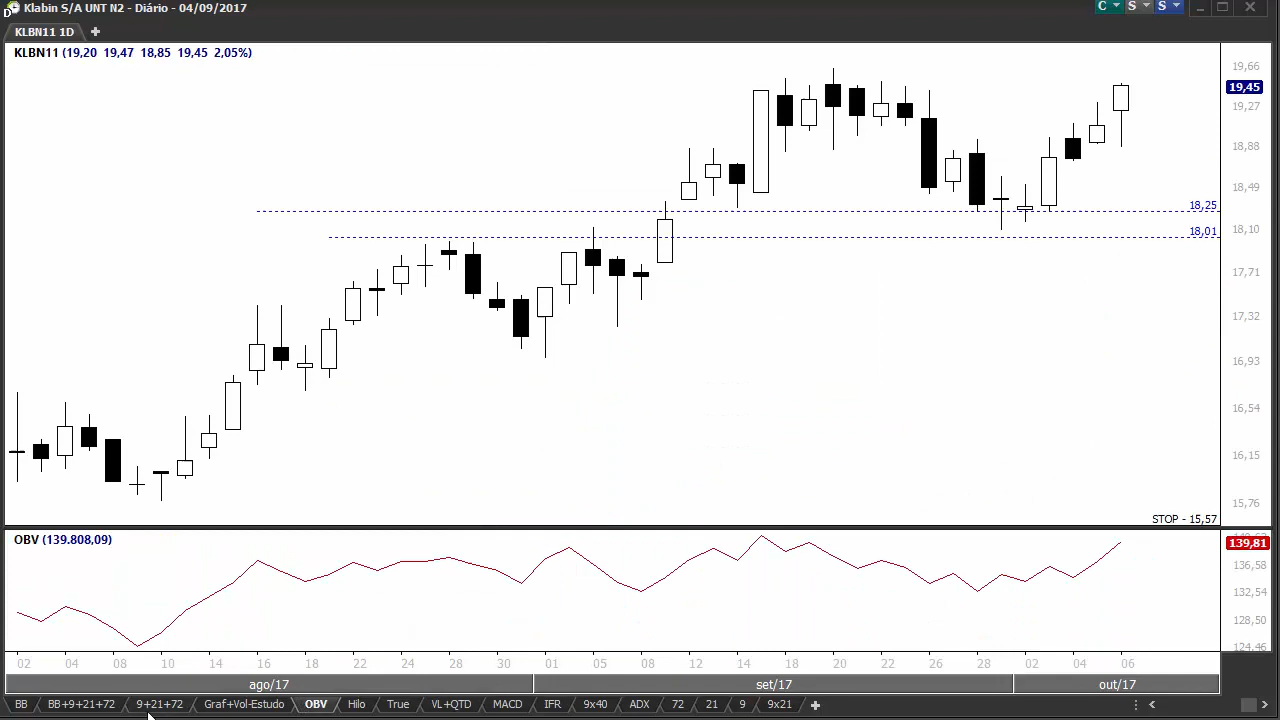 Klabin S/A UNT N2 - Diário - 04/09/2017
C S S
KLBN11 1D
KLBN11 (19,20 19,47 18,85 19,45 2,05%)
19,66
19,45
19,27
18,88
18,49
18,25
18,10
18,01
17,71
17,32
16,93
16,54
16,15
15,76
STOP - 15,57
OBV (139.808,09)
139,81
136,58
132,54
128,50
124,46
02 04 08 10 14 16 18 22 24 28 30 01 05 08 12 14 18 20 22 26 28 02 04 06
ago/17 set/17 out/17
BB BB+9+21+72 9+21+72 Graf+Vol-Estudo OBV Hilo True VL+QTD MACD IFR 9x40 ADX 72 21 9 9x21